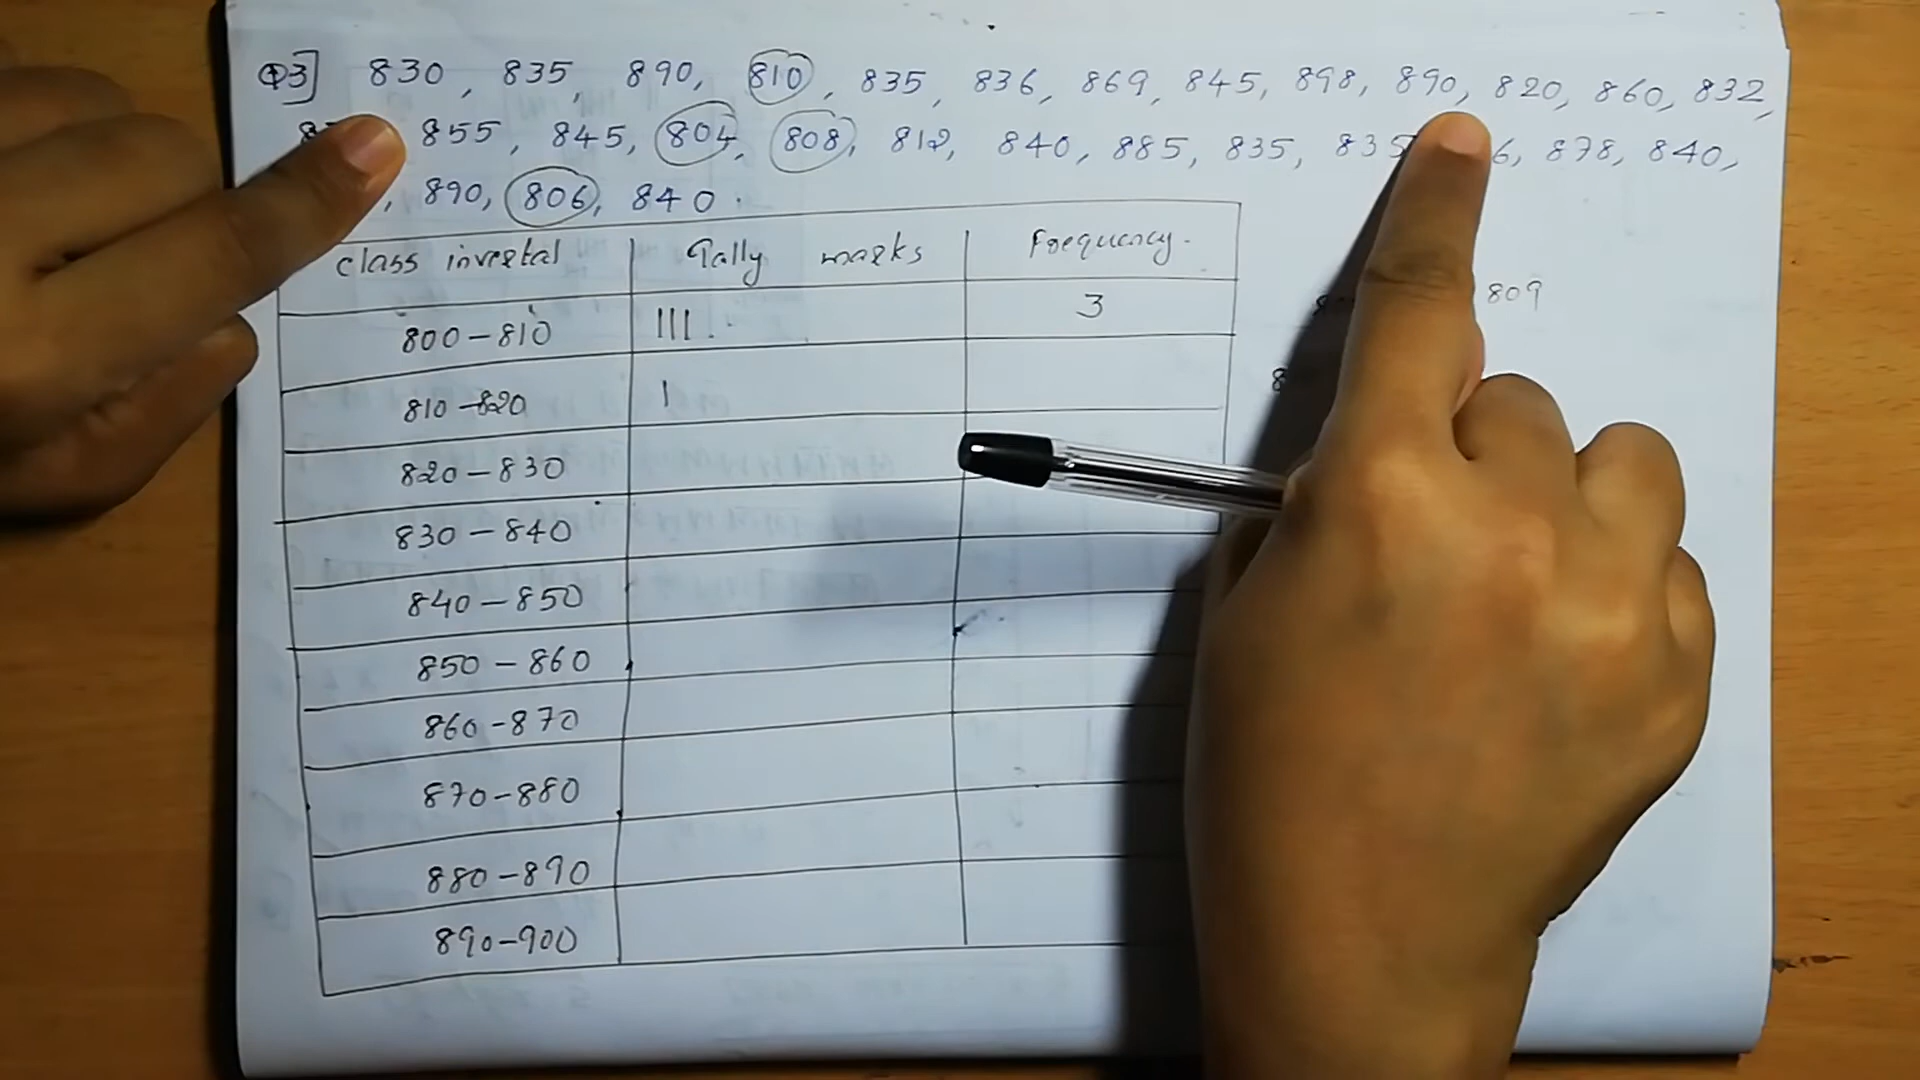 Q3] 830, 835, 890, 810, 835, 836, 869, 845, 898, 890, 820, 860, 832,
855, 845, 804, 808, 812, 840, 885, 835, 835 6, 878, 840,
, 890, 806, 840.
class invertal Tally marks Frequency.
800-810 ||| 3
809
810-820 |
820-830
830-840
840-850
850-860
860-870
870-880
880-890
890-900